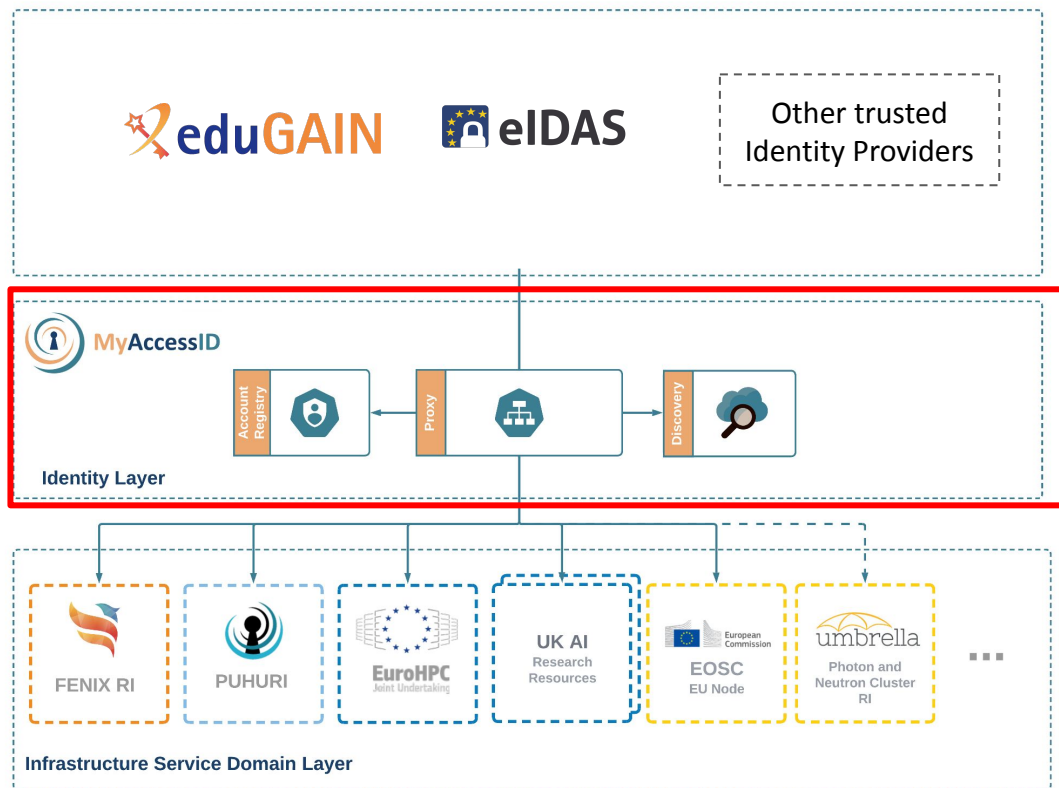 eduGAIN
eIDAS
Other trusted
Identity Providers
MyAccessID
Account
Registry
Proxy
Discovery
Identity Layer
FENIX RI
PUHURI
EuroHPC
Joint Undertaking
UK AI
Research
Resources
European
Commission
EOSC
EU Node
umbrella
Photon and
Neutron Cluster
RI
...
Infrastructure Service Domain Layer